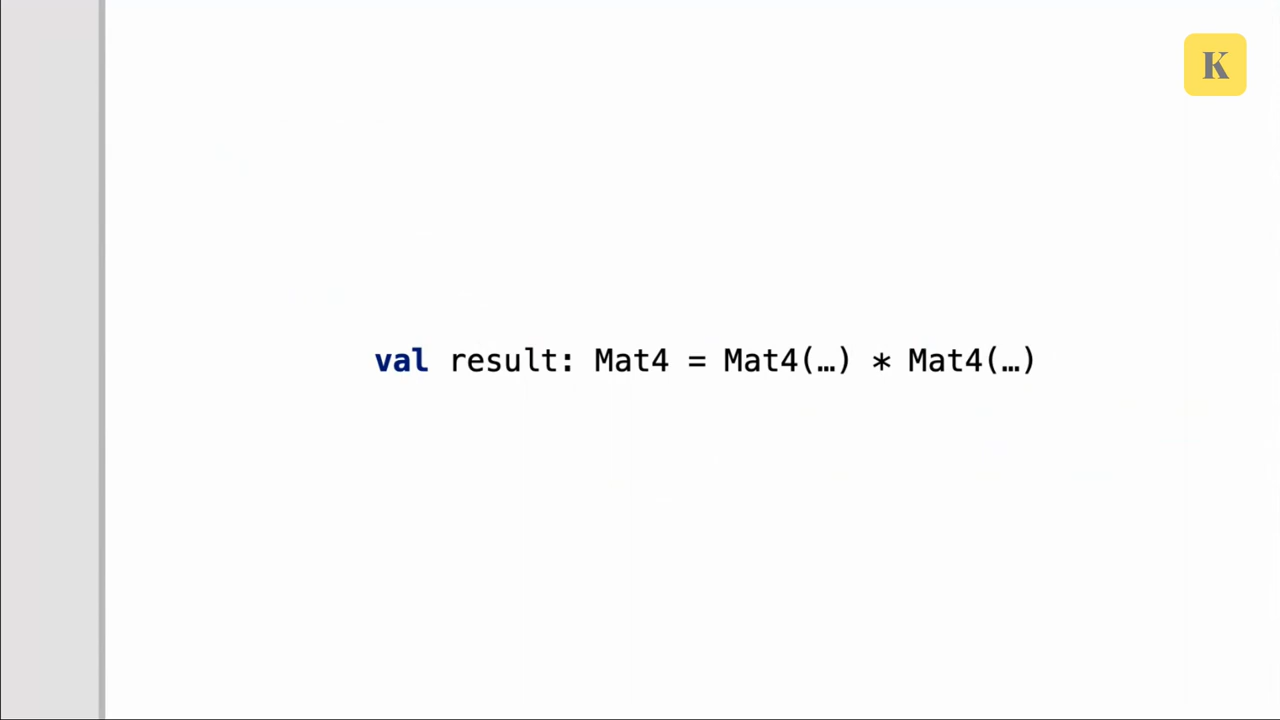 K
val result: Mat4 = Mat4(…) * Mat4(…)